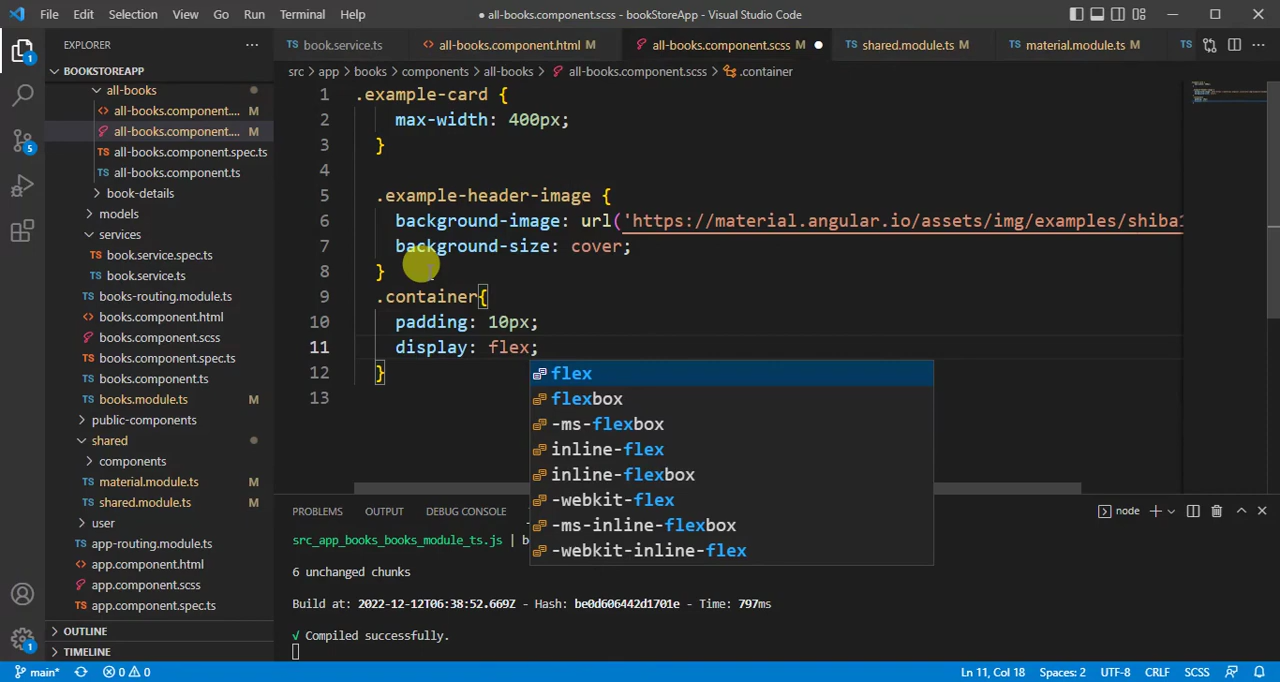 File Edit Selection View Go Run Terminal Help
● all-books.component.scss - bookStoreApp - Visual Studio Code
EXPLORER
book.service.ts
all-books.component.html M
all-books.component.scss M
shared.module.ts M
material.module.ts M
TS
BOOKSTOREAPP
src > app > books > components > all-books > all-books.component.scss > .container
all-books
all-books.component.... M
all-books.component.... M
all-books.component.spec.ts
all-books.component.ts
book-details
models
services
book.service.spec.ts
book.service.ts
books-routing.module.ts
books.component.html
books.component.scss
books.component.spec.ts
books.component.ts
books.module.ts M
public-components
shared
components
material.module.ts M
shared.module.ts M
user
app-routing.module.ts
app.component.html
app.component.scss
app.component.spec.ts
OUTLINE
TIMELINE
1 .example-card {
2 max-width: 400px;
3 }
4
5 .example-header-image {
6 background-image: url('https://material.angular.io/assets/img/examples/shiba1
7 background-size: cover;
8 }
9 .container{
10 padding: 10px;
11 display: flex;
12 }
13
flex
flexbox
-ms-flexbox
inline-flex
inline-flexbox
-webkit-flex
-ms-inline-flexbox
-webkit-inline-flex
PROBLEMS OUTPUT DEBUG CONSOLE
node
src_app_books_books_module_ts.js | b
6 unchanged chunks
Build at: 2022-12-12T06:38:52.669Z - Hash: be0d606442d1701e - Time: 797ms
√ Compiled successfully.
main* 0 0 Ln 11, Col 18 Spaces: 2 UTF-8 CRLF SCSS